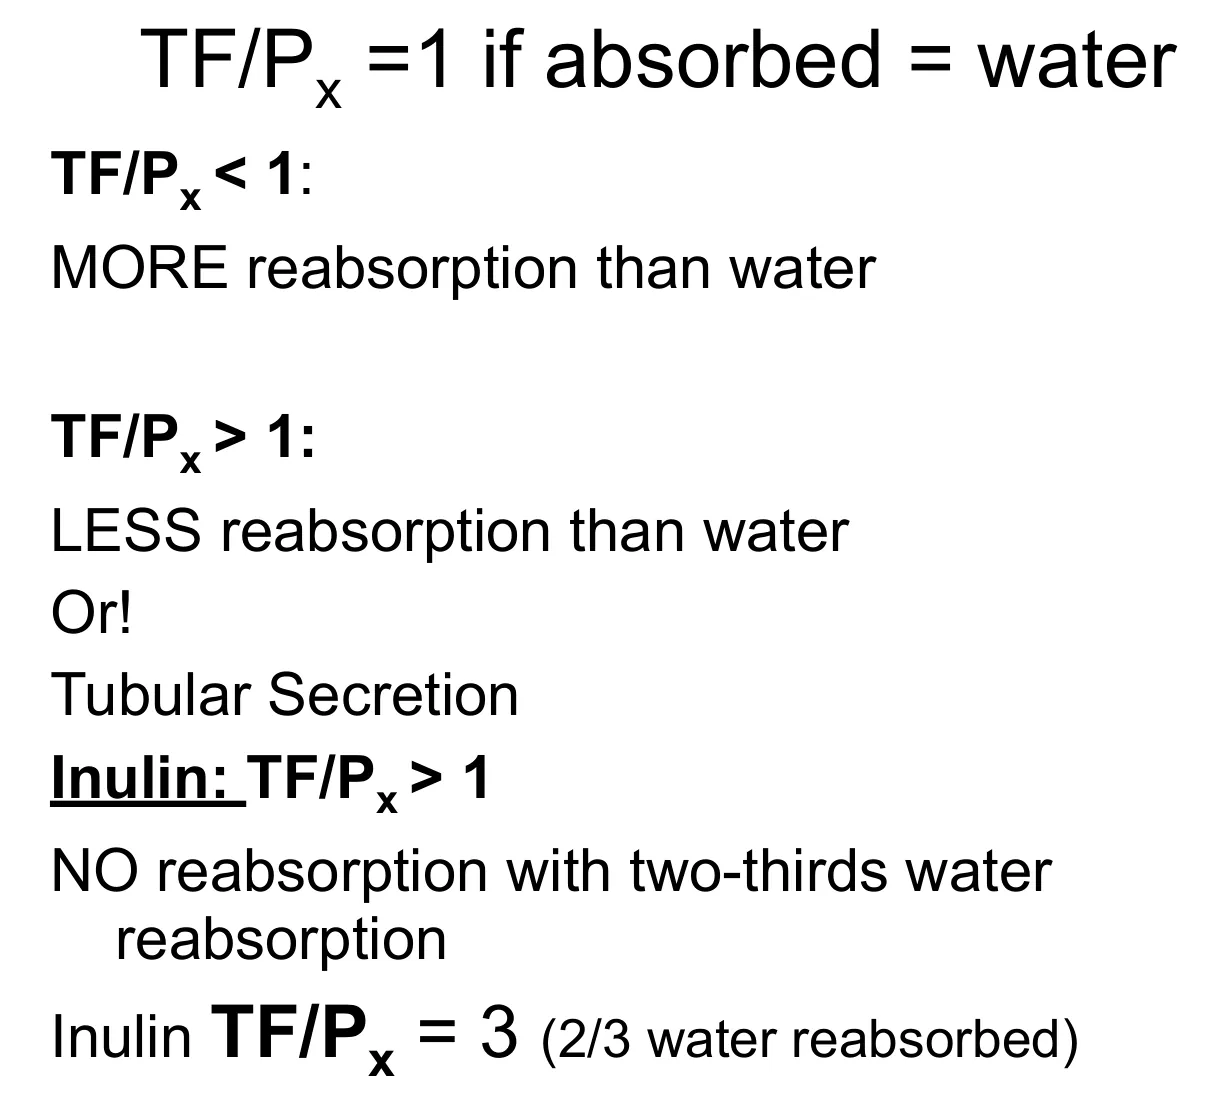 TF/Pₓ =1 if absorbed = water
TF/Pₓ < 1:
MORE reabsorption than water
TF/Pₓ > 1:
LESS reabsorption than water
Or!
Tubular Secretion
Inulin: TF/Pₓ > 1
NO reabsorption with two-thirds water
reabsorption
Inulin TF/Pₓ = 3 (2/3 water reabsorbed)